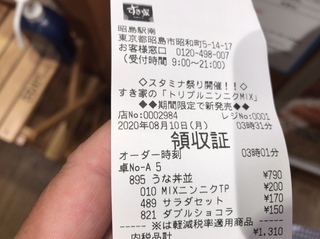 すき家
昭島駅南
東京都昭島市昭和町5-14-17
お客様窓口 0120-498-007
(受付時間 9:00~21:00)
◇スタミナ祭り開催!!◇
すき家の「トリプルニンニクMIX」
◆◆期間限定で新発売◆◆
店No:0002984 レジNo:0001
2020年08月10日(月) 03時31分
領収証
オーダー時刻 03時01分
卓No-A 5
895 うな丼並 ¥790
010 MIXニンニクTP ¥200
489 サラダセット ¥170
821 ダブルショコラ ¥150
----- ※は軽減税率適用商品 -----
内税品計 ¥1,310